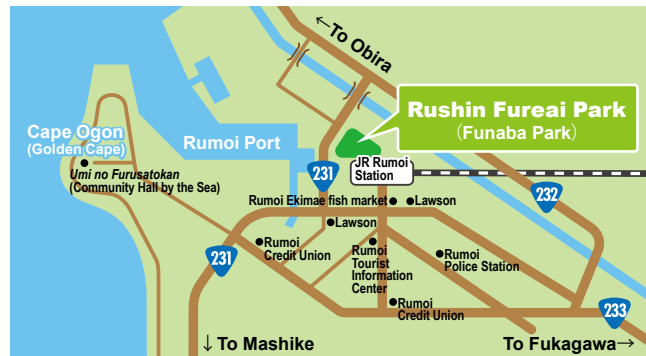 ←To Obira
Rushin Fureai Park
(Funaba Park)
Cape Ogon
(Golden Cape)
Rumoi Port
Umi no Furusatokan
(Community Hall by the Sea)
JR Rumoi
Station
231
232
Rumoi Ekimae fish market
Lawson
Lawson
231
Rumoi
Credit Union
Rumoi
Tourist
Information
Center
Rumoi
Police Station
Rumoi
Credit Union
233
↓To Mashike
To Fukagawa→